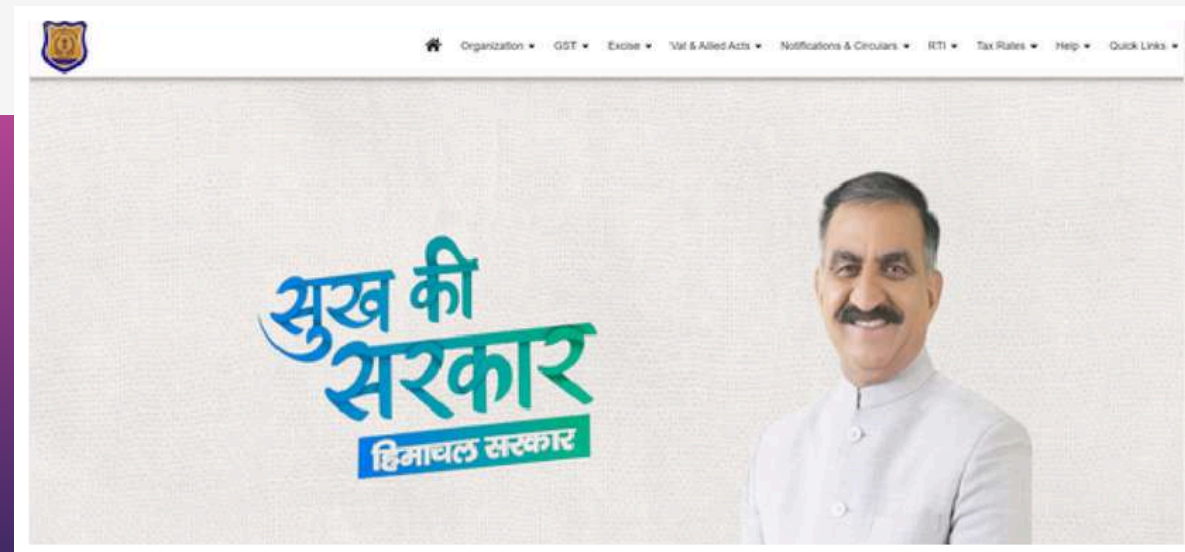 Organization GST Excise Vat & Allied Acts Notifications & Circulars RTI Tax Rates Help Quick Links
सुख की
सरकार
हिमाचल सरकार